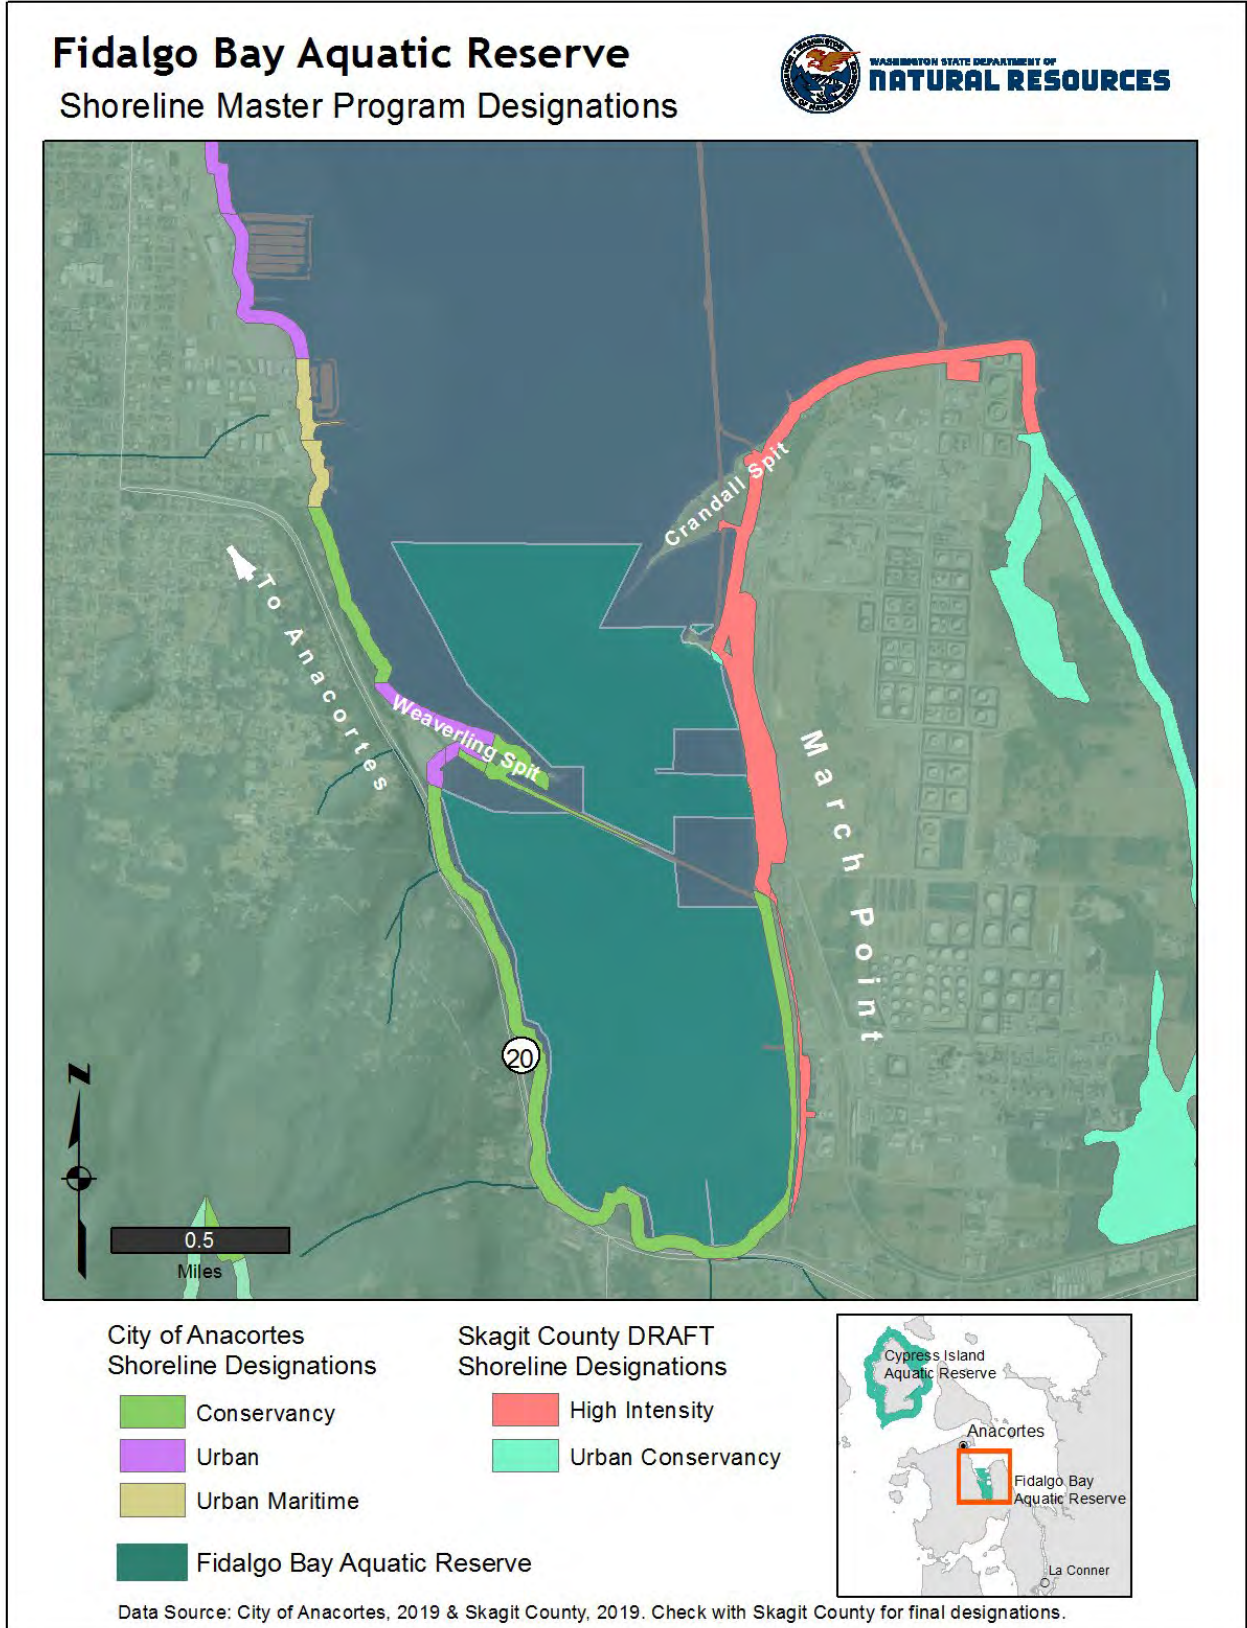 Fidalgo Bay Aquatic Reserve
Shoreline Master Program Designations
WASHINGTON STATE DEPARTMENT OF
NATURAL RESOURCES
Crandall Spit
To Anacortes
Weaverling Spit
March Point
20
N
0.5
Miles
City of Anacortes
Shoreline Designations
Conservancy
Urban
Urban Maritime
Fidalgo Bay Aquatic Reserve
Skagit County DRAFT
Shoreline Designations
High Intensity
Urban Conservancy
Cypress Island
Aquatic Reserve
Anacortes
Fidalgo Bay
Aquatic Reserve
La Conner
Data Source: City of Anacortes, 2019 & Skagit County, 2019. Check with Skagit County for final designations.